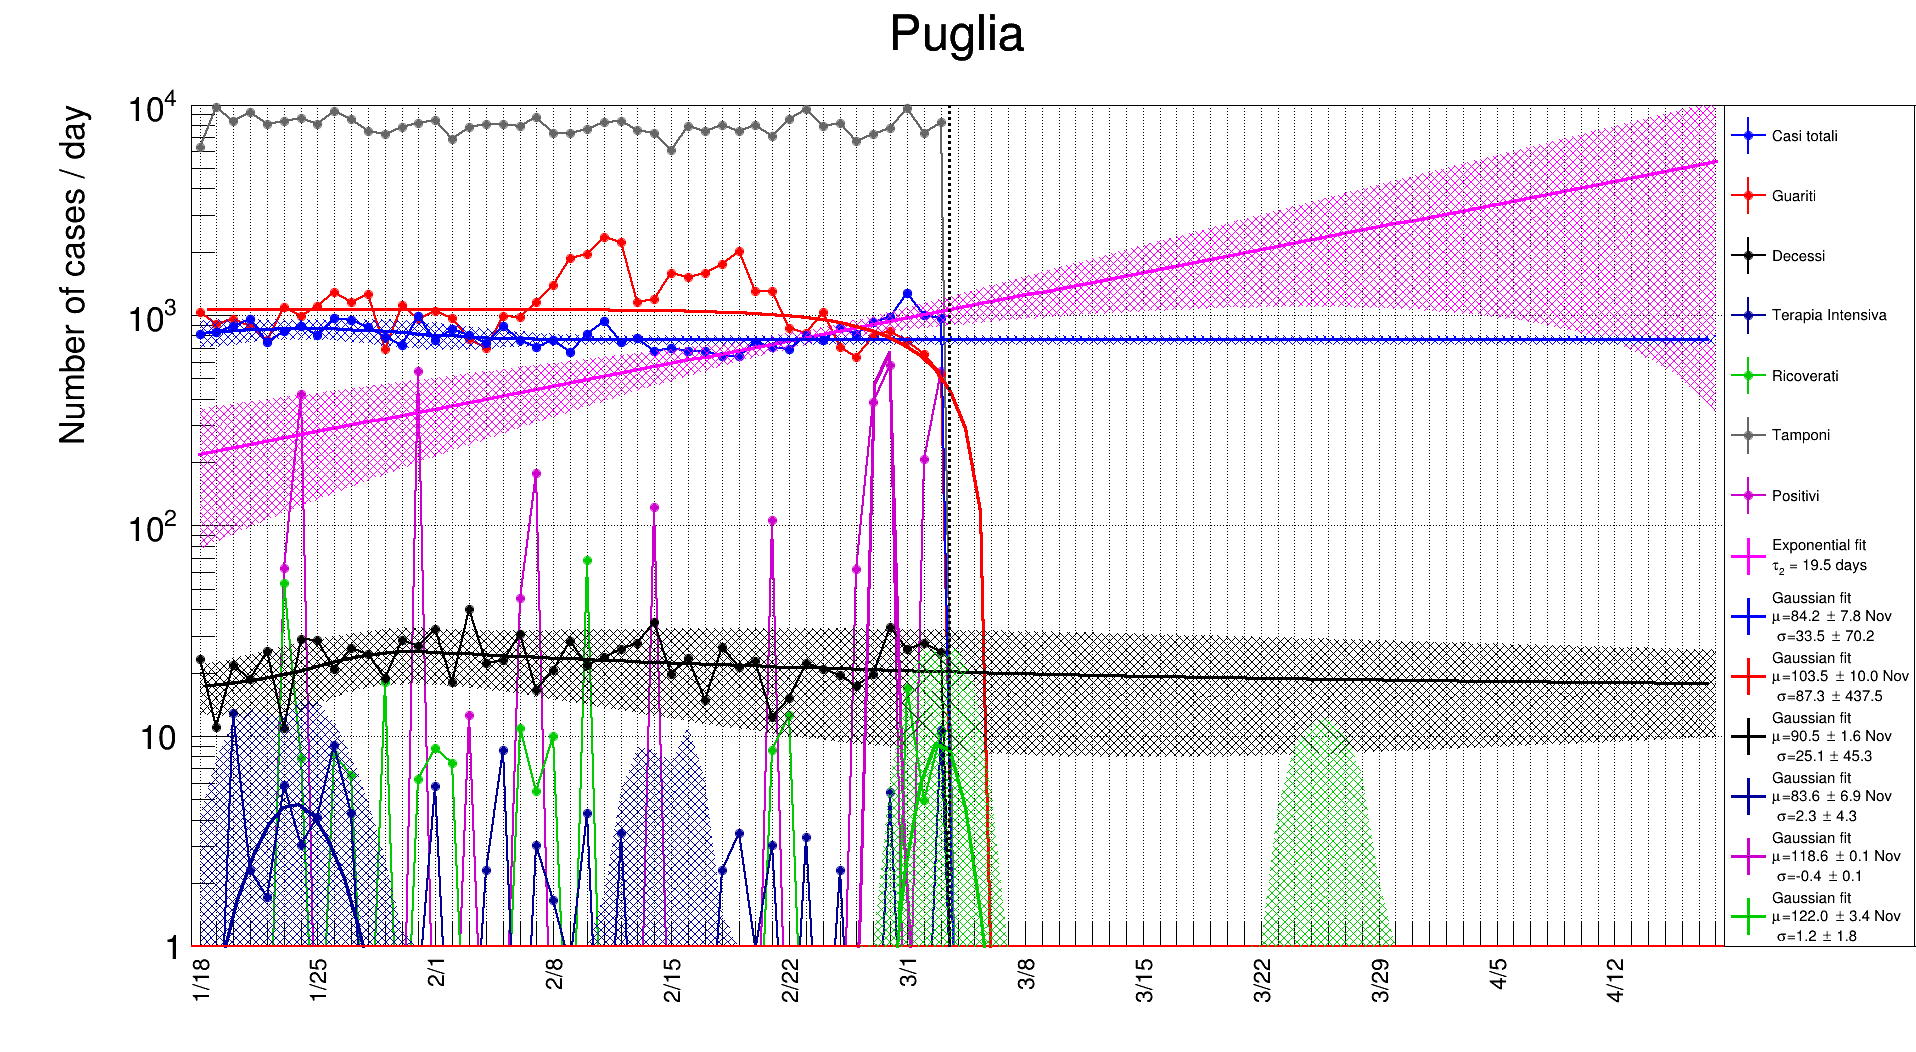 Puglia
Number of cases / day
10^4
10^3
10^2
10
1
1/18
1/25
2/1
2/8
2/15
2/22
3/1
3/8
3/15
3/22
3/29
4/5
4/12
Casi totali
Guariti
Decessi
Terapia Intensiva
Ricoverati
Tamponi
Positivi
Exponential fit
τ2 = 19.5 days
Gaussian fit
μ=84.2 ± 7.8 Nov
σ=33.5 ± 70.2
Gaussian fit
μ=103.5 ± 10.0 Nov
σ=87.3 ± 437.5
Gaussian fit
μ=90.5 ± 1.6 Nov
σ=25.1 ± 45.3
Gaussian fit
μ=83.6 ± 6.9 Nov
σ=2.3 ± 4.3
Gaussian fit
μ=118.6 ± 0.1 Nov
σ=-0.4 ± 0.1
Gaussian fit
μ=122.0 ± 3.4 Nov
σ=1.2 ± 1.8